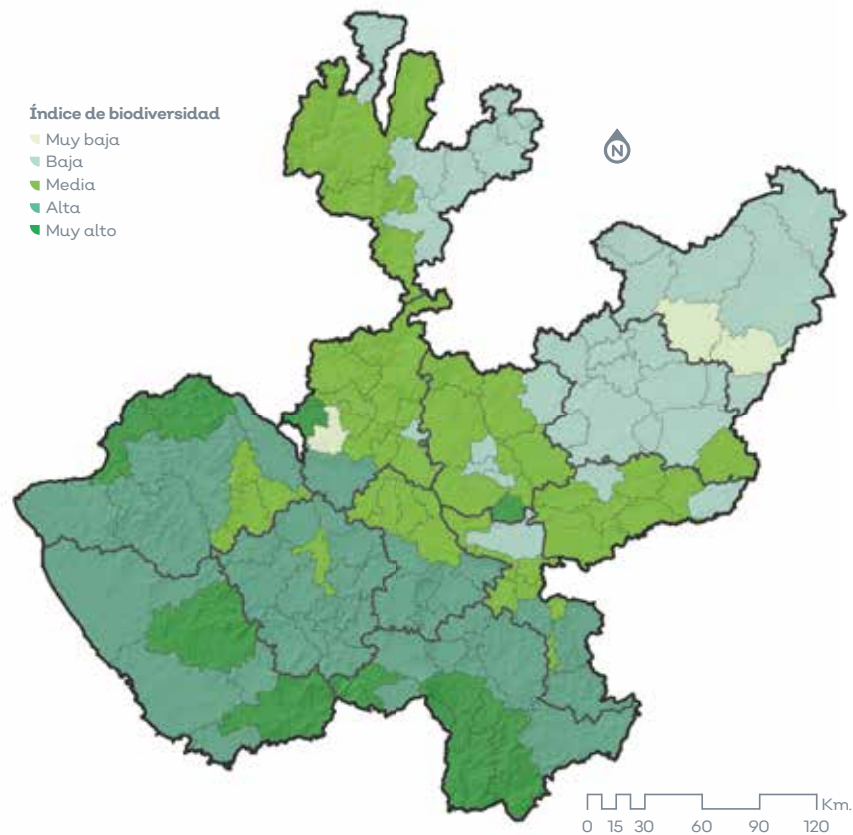 Índice de biodiversidad
Muy baja
Baja
Media
Alta
Muy alto
N
Km.
0 15 30 60 90 120